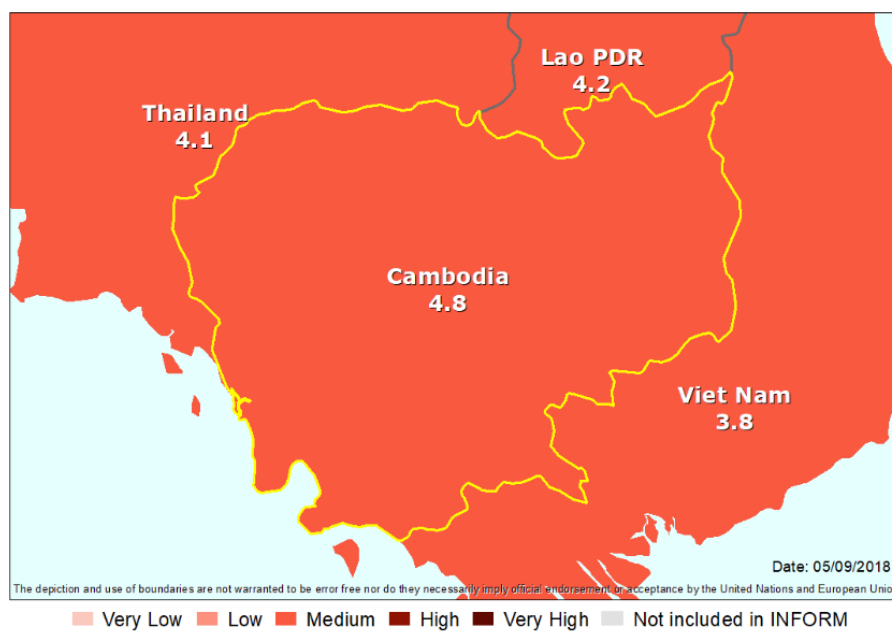 Lao PDR
4.2
Thailand
4.1
Cambodia
4.8
Viet Nam
3.8
Date: 05/09/2018
The depiction and use of boundaries are not warranted to be error free nor do they necessarily imply official endorsement or acceptance by the United Nations and European Unio
Very Low Low Medium High Very High Not included in INFORM